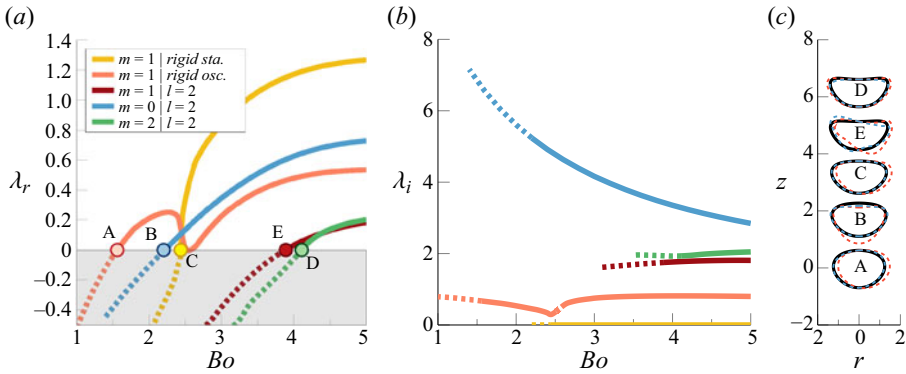 (a)
λr
1.4
1.2
1.0
0.8
0.6
0.4
0.2
0
−0.2
−0.4
m = 1 | rigid sta.
m = 1 | rigid osc.
m = 1 | l = 2
m = 0 | l = 2
m = 2 | l = 2
A
B
C
E
D
1 2 3 4 5
Bo
(b)
λi
8
6
4
2
0
1 2 3 4 5
Bo
(c)
z
8
6
4
2
0
−2
D
E
C
B
A
2 0 2
r